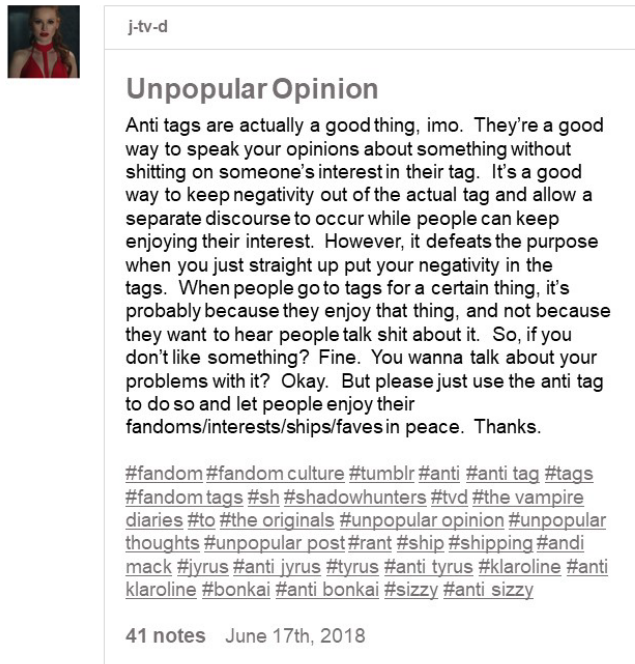 j-tv-d
Unpopular Opinion
Anti tags are actually a good thing, imo.  They’re a good
way to speak your opinions about something without
shitting on someone’s interest in their tag.  It’s a good
way to keep negativity out of the actual tag and allow a
separate discourse to occur while people can keep
enjoying their interest.  However, it defeats the purpose
when you just straight up put your negativity in the
tags.  When people go to tags for a certain thing, it’s
probably because they enjoy that thing, and not because
they want to hear people talk shit about it.  So, if you
don’t like something?  Fine.  You wanna talk about your
problems with it?  Okay.  But please just use the anti tag
to do so and let people enjoy their
fandoms/interests/ships/faves in peace.  Thanks.
#fandom #fandom culture #tumblr #anti #anti tag #tags
#fandom tags #sh #shadowhunters #tvd #the vampire
diaries #to #the originals #unpopular opinion #unpopular
thoughts #unpopular post #rant #ship #shipping #andi
mack #jyrus #anti jyrus #tyrus #anti tyrus #klaroline #anti
klaroline #bonkai #anti bonkai #sizzy #anti sizzy
41 notes June 17th, 2018